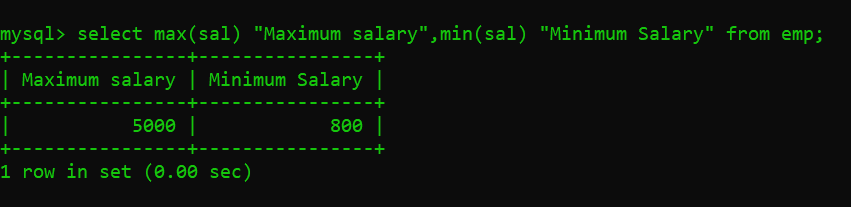 mysql> select max(sal) "Maximum salary",min(sal) "Minimum Salary" from emp;
+----------------+----------------+
| Maximum salary | Minimum Salary |
+----------------+----------------+
|           5000 |            800 |
+----------------+----------------+
1 row in set (0.00 sec)